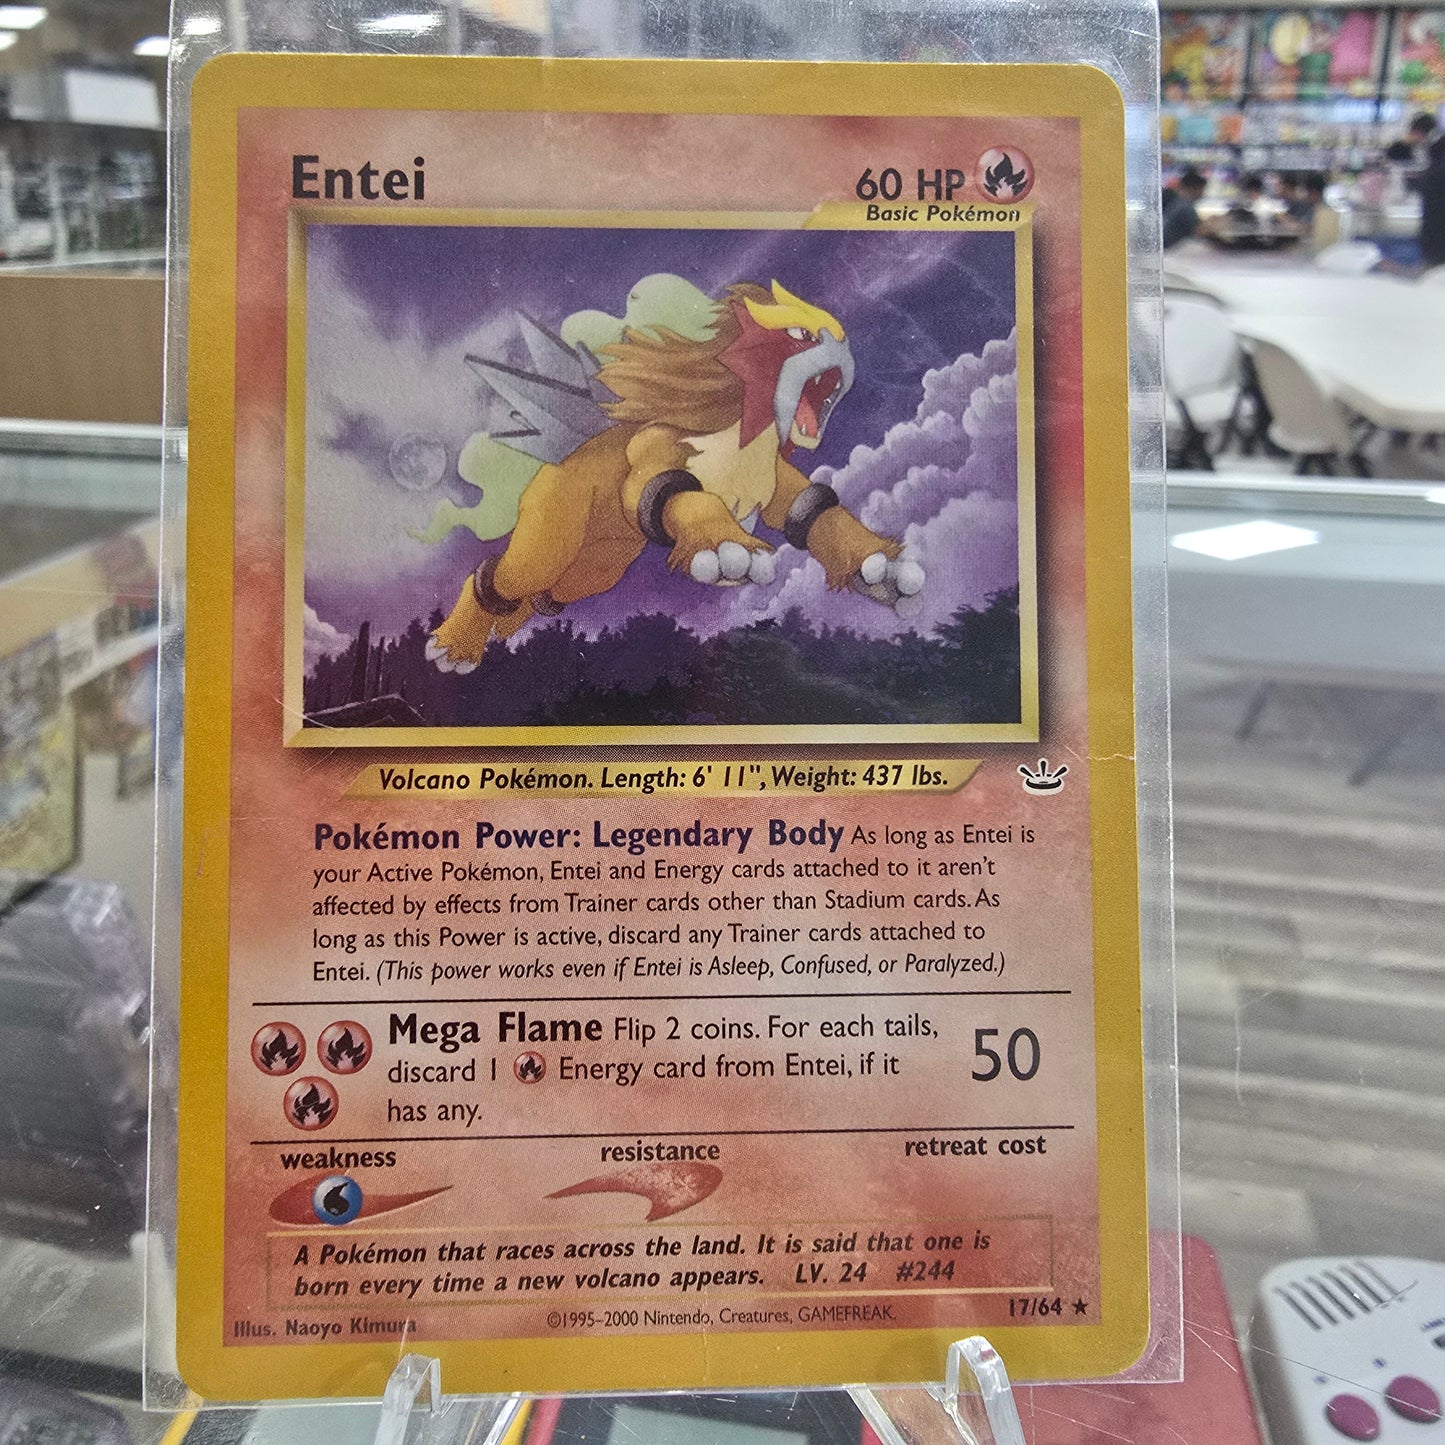 Entei
60 HP
Basic Pokémon
Volcano Pokémon. Length: 6' 11", Weight: 437 lbs.
Pokémon Power: Legendary Body As long as Entei is
your Active Pokémon, Entei and Energy cards attached to it aren't
affected by effects from Trainer cards other than Stadium cards. As
long as this Power is active, discard any Trainer cards attached to
Entei. (This power works even if Entei is Asleep, Confused, or Paralyzed.)
Mega Flame Flip 2 coins. For each tails,
discard 1 Energy card from Entei, if it
has any.
50
weakness
resistance
retreat cost
A Pokémon that races across the land. It is said that one is
born every time a new volcano appears. LV. 24 #244
Illus. Naoyo Kimura
©1995–2000 Nintendo, Creatures, GAMEFREAK.
17/64 ★